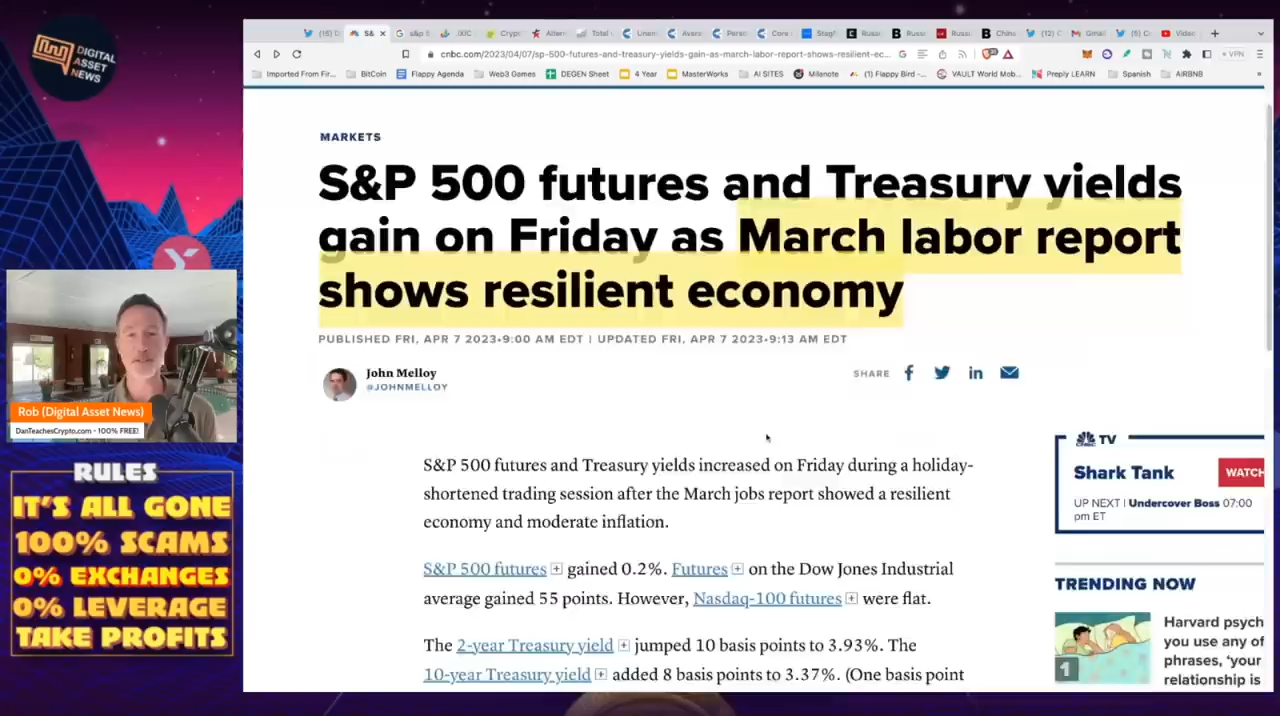 DIGITAL
ASSET
NEWS
cnbc.com/2023/04/07/sp-500-futures-and-treasury-yields-gain-as-march-labor-report-shows-resilient-ec...
VPN
Imported From Fir...
BitCoin
Flappy Agenda
Web3 Games
DEGEN Sheet
4 Year
MasterWorks
AI SITES
Milanote
(1) Flappy Bird -...
VAULT World Mob...
Preply LEARN
Spanish
AIRBNB
MARKETS
S&P 500 futures and Treasury yields
gain on Friday as March labor report
shows resilient economy
PUBLISHED FRI, APR 7 2023•9:00 AM EDT | UPDATED FRI, APR 7 2023•9:13 AM EDT
John Melloy
@JOHNMELLOY
SHARE
S&P 500 futures and Treasury yields increased on Friday during a holiday-
shortened trading session after the March jobs report showed a resilient
economy and moderate inflation.
S&P 500 futures gained 0.2%. Futures on the Dow Jones Industrial
average gained 55 points. However, Nasdaq-100 futures were flat.
The 2-year Treasury yield jumped 10 basis points to 3.93%. The
10-year Treasury yield added 8 basis points to 3.37%. (One basis point
TV
Shark Tank
WATCH
UP NEXT | Undercover Boss 07:00
pm ET
TRENDING NOW
1
Harvard psych
you use any of
phrases, 'your
relationship is
Rob (Digital Asset News)
DanTeachesCrypto.com - 100% FREE!
RULES
IT'S ALL GONE
100% SCAMS
0% EXCHANGES
0% LEVERAGE
TAKE PROFITS